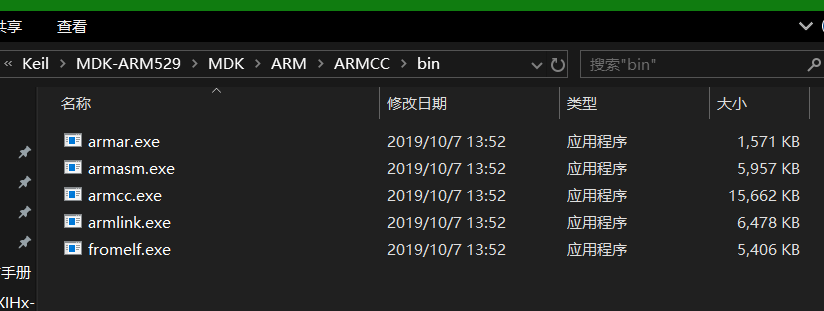 共享 查看
« Keil > MDK-ARM529 > MDK > ARM > ARMCC > bin 搜索"bin"
名称 修改日期 类型 大小
armar.exe 2019/10/7 13:52 应用程序 1,571 KB
armasm.exe 2019/10/7 13:52 应用程序 5,957 KB
armcc.exe 2019/10/7 13:52 应用程序 15,662 KB
armlink.exe 2019/10/7 13:52 应用程序 6,478 KB
fromelf.exe 2019/10/7 13:52 应用程序 5,406 KB
手册
XIHx-